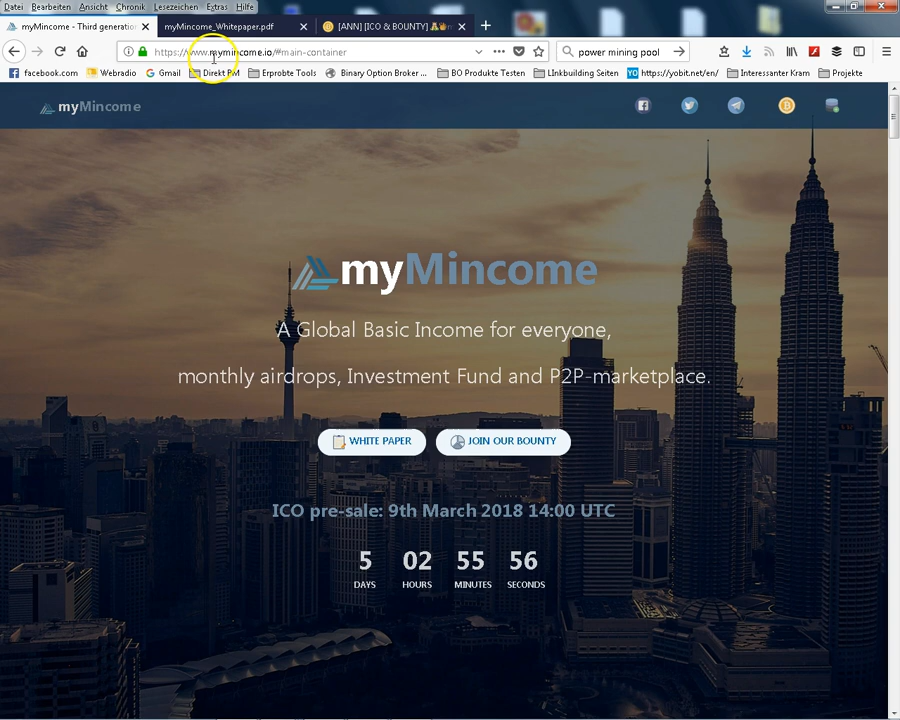 Datei Bearbeiten Ansicht Chronik Lesezeichen Extras Hilfe
myMincome - Third generation
myMincome_Whitepaper.pdf
[ANN] [ICO & BOUNTY]
https://www.mymincome.io/#main-container
power mining pool
facebook.com Webradio Gmail Direkt PM Erprobte Tools Binary Option Broker ... BO Produkte Testen LInkbuilding Seiten YO https://yobit.net/en/ Interessanter Kram Projekte
myMincome
myMincome
A Global Basic Income for everyone,
monthly airdrops, Investment Fund and P2P-marketplace.
WHITE PAPER
JOIN OUR BOUNTY
ICO pre-sale: 9th March 2018 14:00 UTC
5 02 55 56
DAYS HOURS MINUTES SECONDS